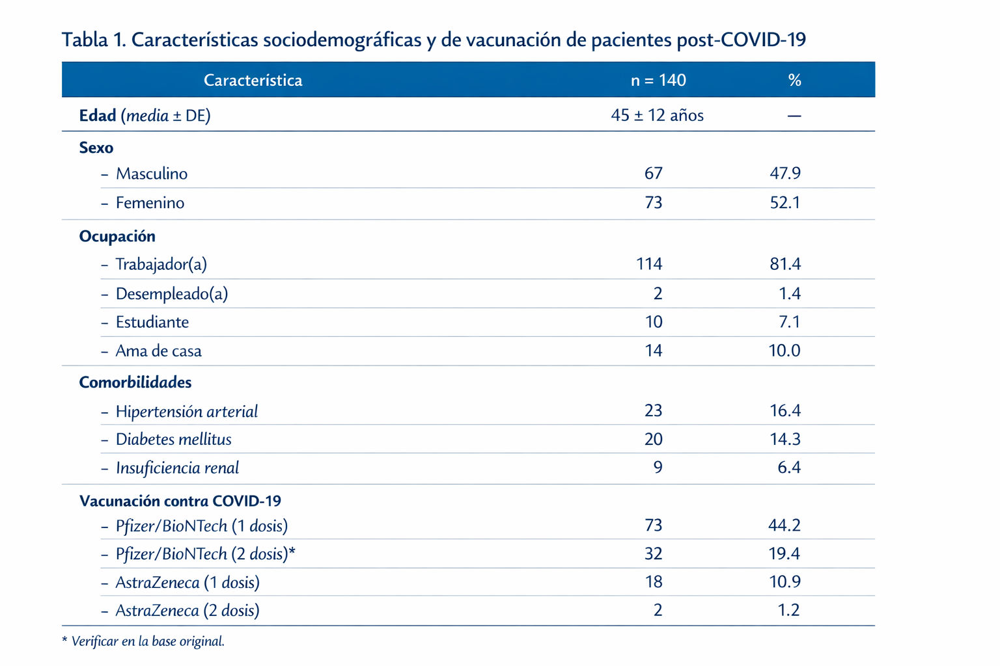 Tabla 1. Características sociodemográficas y de vacunación de pacientes post-COVID-19
Característica n = 140 %
Edad (media ± DE) 45 ± 12 años —
Sexo
– Masculino 67 47.9
– Femenino 73 52.1
Ocupación
– Trabajador(a) 114 81.4
– Desempleado(a) 2 1.4
– Estudiante 10 7.1
– Ama de casa 14 10.0
Comorbilidades
– Hipertensión arterial 23 16.4
– Diabetes mellitus 20 14.3
– Insuficiencia renal 9 6.4
Vacunación contra COVID-19
– Pfizer/BioNTech (1 dosis) 73 44.2
– Pfizer/BioNTech (2 dosis)* 32 19.4
– AstraZeneca (1 dosis) 18 10.9
– AstraZeneca (2 dosis) 2 1.2
* Verificar en la base original.